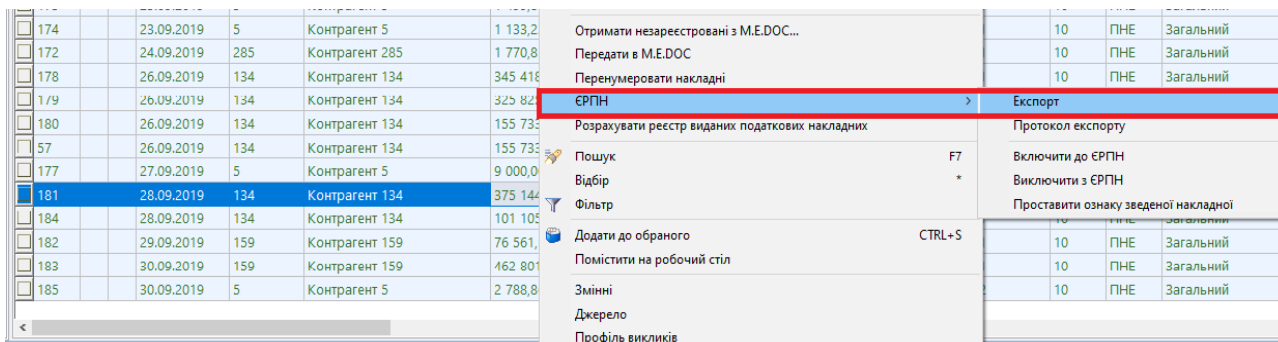 174 23.09.2019 5 Контрагент 5 1 133,2 10 ПНЕ Загальний
172 24.09.2019 285 Контрагент 285 1 770,8 10 ПНЕ Загальний
178 26.09.2019 134 Контрагент 134 345 418 10 ПНЕ Загальний
179 26.09.2019 134 Контрагент 134 325 82
180 26.09.2019 134 Контрагент 134 155 733
57 26.09.2019 134 Контрагент 134 155 733
177 27.09.2019 5 Контрагент 5 9 000,0
181 28.09.2019 134 Контрагент 134 375 144
184 28.09.2019 134 Контрагент 134 101 105 10 ПНЕ Загальний
182 29.09.2019 159 Контрагент 159 76 561, 10 ПНЕ Загальний
183 30.09.2019 159 Контрагент 159 462 801 10 ПНЕ Загальний
185 30.09.2019 5 Контрагент 5 2 788,8 2 10 ПНЕ Загальний
Отримати незареєстровані з M.E.DOC...
Передати в M.E.DOC
Перенумеровати накладні
ЄРПН >
Розрахувати реєстр виданих податкових накладних
Пошук F7
Відбір *
Фільтр
Додати до обраного CTRL+S
Помістити на робочий стіл
Змінні
Джерело
Профіль викликів
Експорт
Протокол експорту
Включити до ЄРПН
Виключити з ЄРПН
Проставити ознаку зведеної накладної